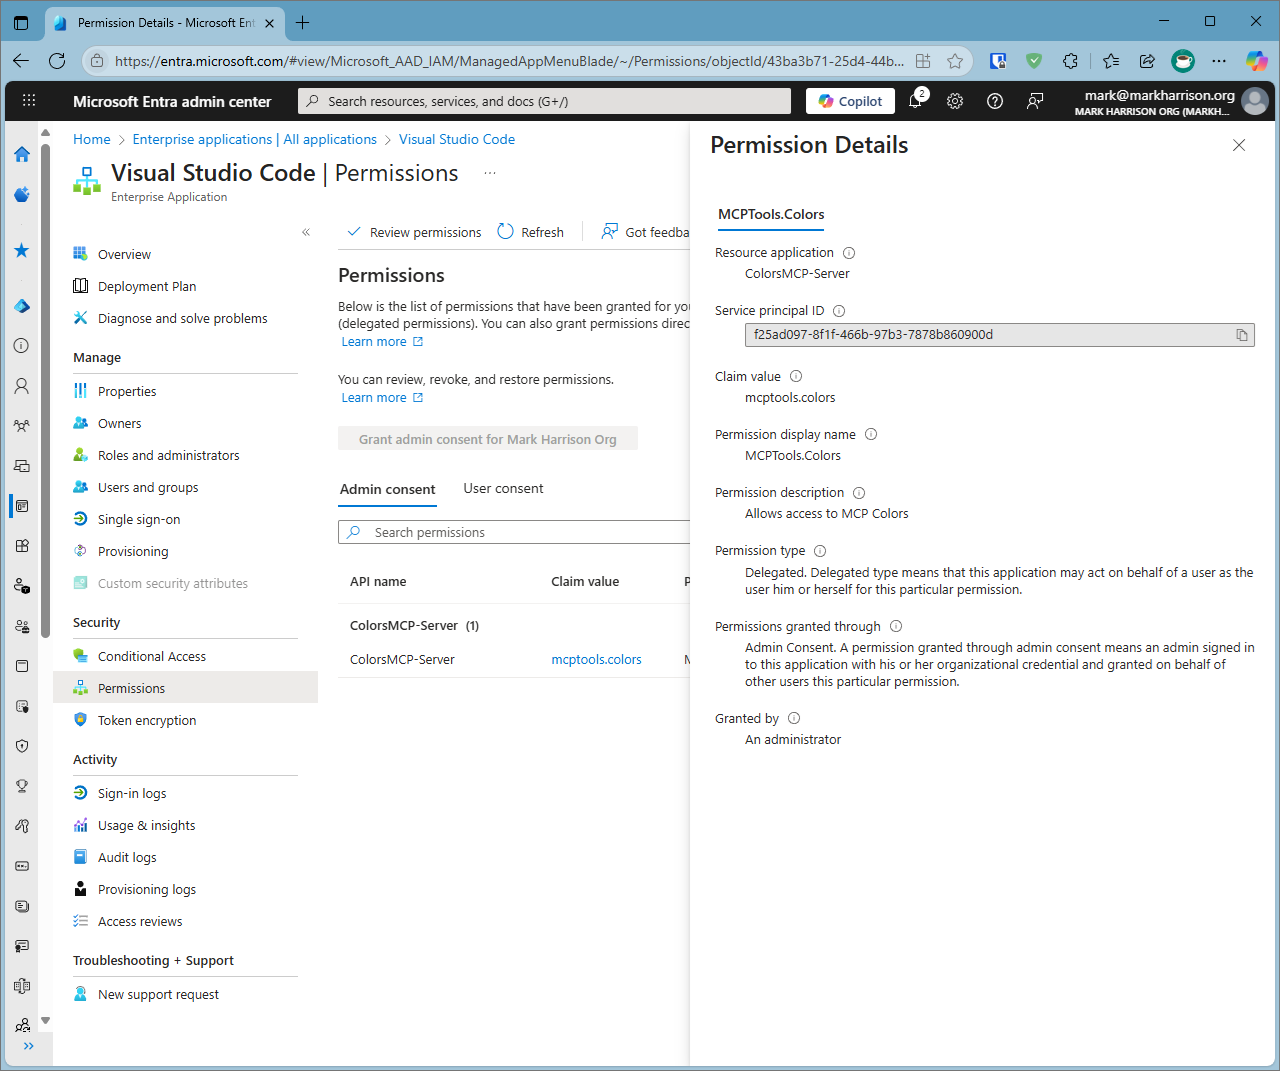 Permission Details - Microsoft Ent
https://entra.microsoft.com/#view/Microsoft_AAD_IAM/ManagedAppMenuBlade/~/Permissions/objectId/43ba3b71-25d4-44b...
Microsoft Entra admin center
Search resources, services, and docs (G+/)
Copilot
2
mark@markharrison.org
MARK HARRISON ORG (MARKH...
Home > Enterprise applications | All applications > Visual Studio Code
Visual Studio Code | Permissions ...
Enterprise Application
«
Overview
Deployment Plan
Diagnose and solve problems
Manage
Properties
Owners
Roles and administrators
Users and groups
Single sign-on
Provisioning
Custom security attributes
Security
Conditional Access
Permissions
Token encryption
Activity
Sign-in logs
Usage & insights
Audit logs
Provisioning logs
Access reviews
Troubleshooting + Support
New support request
»
Review permissions
Refresh
Got feedba
Permissions
Below is the list of permissions that have been granted for you
(delegated permissions). You can also grant permissions direc
Learn more
You can review, revoke, and restore permissions.
Learn more
Grant admin consent for Mark Harrison Org
Admin consent
User consent
Search permissions
API name
Claim value
P
ColorsMCP-Server (1)
ColorsMCP-Server
mcptools.colors
M
Permission Details
MCPTools.Colors
Resource application
ColorsMCP-Server
Service principal ID
f25ad097-8f1f-466b-97b3-7878b860900d
Claim value
mcptools.colors
Permission display name
MCPTools.Colors
Permission description
Allows access to MCP Colors
Permission type
Delegated. Delegated type means that this application may act on behalf of a user as the
user him or herself for this particular permission.
Permissions granted through
Admin Consent. A permission granted through admin consent means an admin signed in
to this application with his or her organizational credential and granted on behalf of
other users this particular permission.
Granted by
An administrator